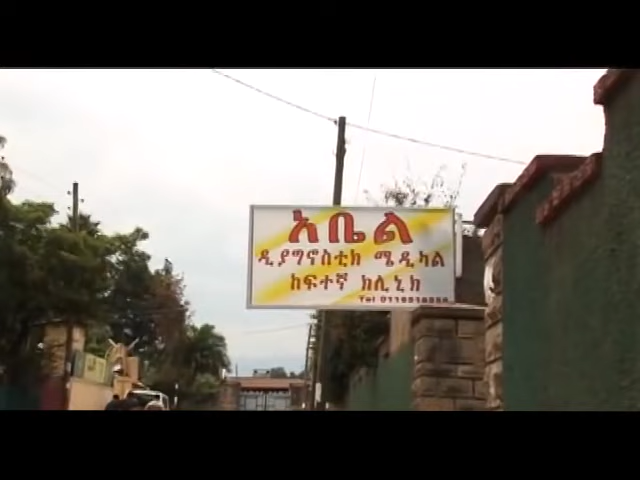 አቤል
ዲያግኖስቲክ ሜዲካል
ከፍተኛ ክሊኒክ